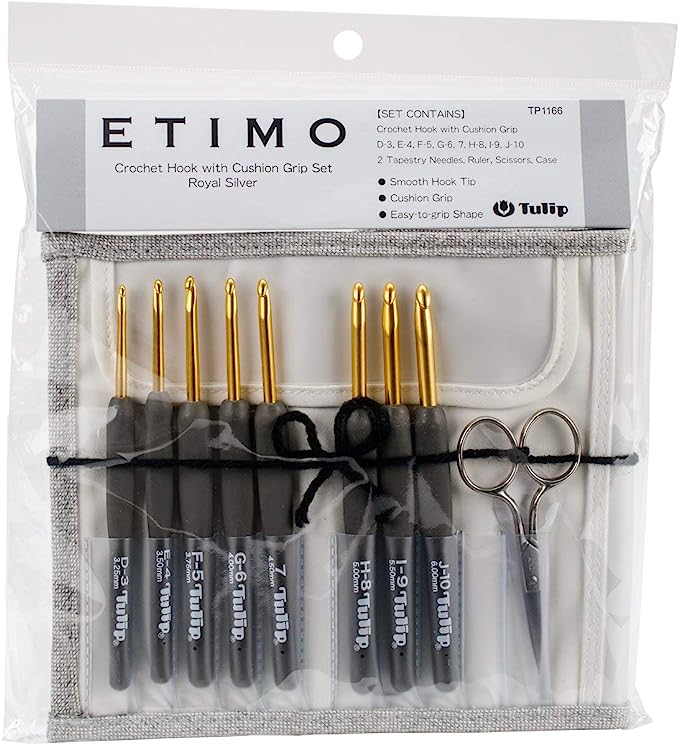 ETIMO
Crochet Hook with Cushion Grip Set
Royal Silver
[SET CONTAINS]
TP1166
Crochet Hook with Cushion Grip
D-3, E-4, F-5, G-6, 7, H-8, I-9, J-10
2 Tapestry Needles, Ruler, Scissors, Case
● Smooth Hook Tip
● Cushion Grip
● Easy-to-grip Shape
Tulip
D-3
3.25mm
Tulip®
E-4
3.50mm
Tulip®
F-5
3.75mm
Tulip®
G-6
4.00mm
Tulip®
7
4.50mm
Tulip®
H-8
5.00mm
Tulip®
I-9
5.50mm
Tulip®
J-10
6.00mm
Tulip®